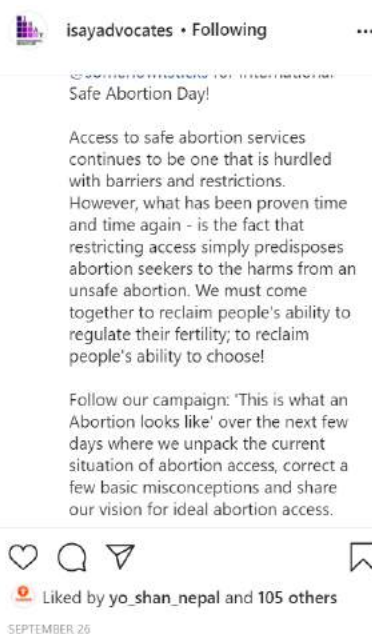 isayadvocates • Following
for International
Safe Abortion Day!
Access to safe abortion services
continues to be one that is hurdled
with barriers and restrictions.
However, what has been proven time
and time again - is the fact that
restricting access simply predisposes
abortion seekers to the harms from an
unsafe abortion. We must come
together to reclaim people's ability to
regulate their fertility; to reclaim
people's ability to choose!
Follow our campaign: 'This is what an
Abortion looks like' over the next few
days where we unpack the current
situation of abortion access, correct a
few basic misconceptions and share
our vision for ideal abortion access.
Liked by yo_shan_nepal and 105 others
SEPTEMBER 26